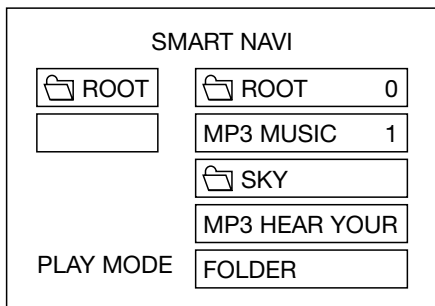 SMART NAVI
ROOT ROOT 0
MP3 MUSIC 1
SKY
MP3 HEAR YOUR
PLAY MODE FOLDER